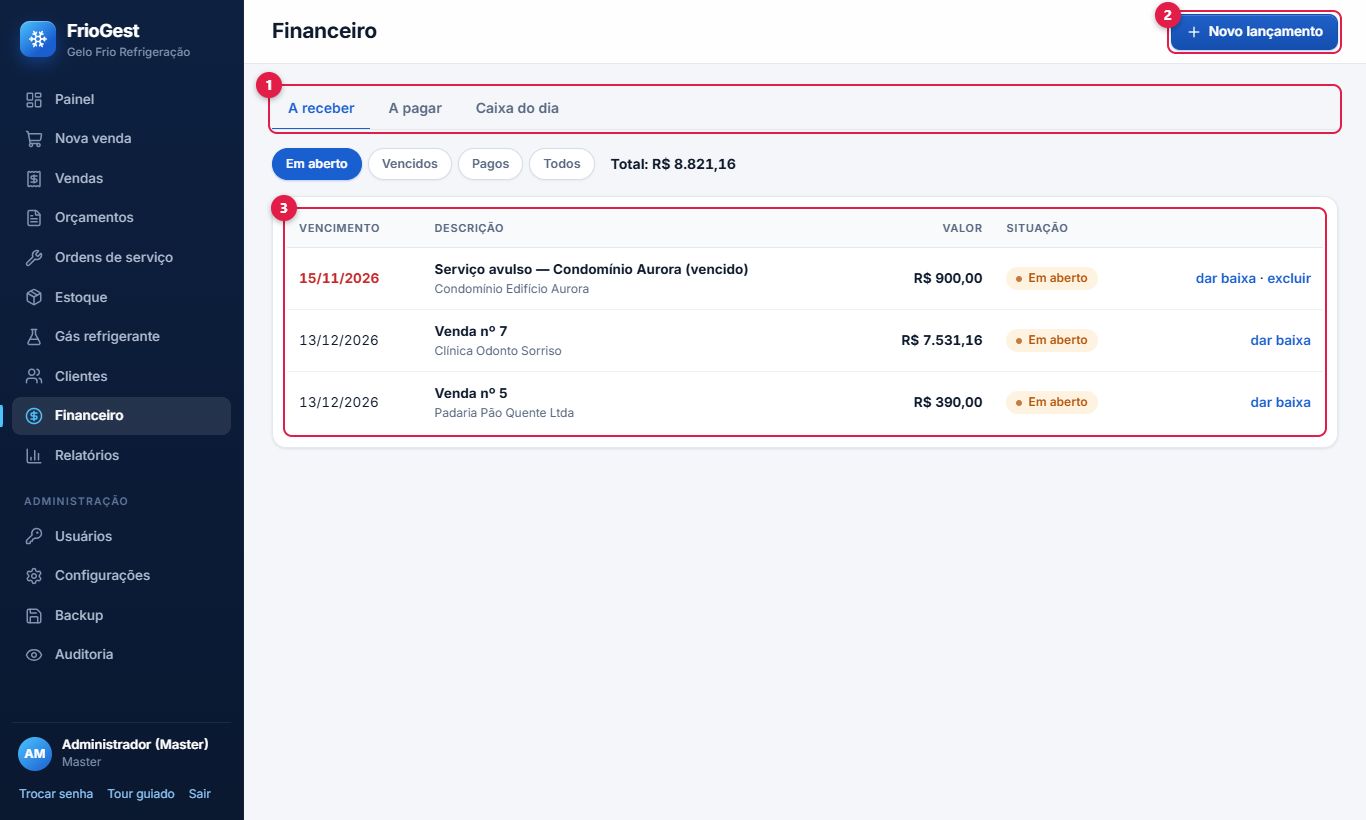 FrioGest
Gelo Frio Refrigeração
Painel
Nova venda
Vendas
Orçamentos
Ordens de serviço
Estoque
Gás refrigerante
Clientes
Financeiro
Relatórios
ADMINISTRAÇÃO
Usuários
Configurações
Backup
Auditoria
AM
Administrador (Master)
Master
Trocar senha Tour guiado Sair
Financeiro
2
+ Novo lançamento
1
A receber A pagar Caixa do dia
Em aberto Vencidos Pagos Todos Total: R$ 8.821,16
3
VENCIMENTO DESCRIÇÃO VALOR SITUAÇÃO
15/11/2026 Serviço avulso — Condomínio Aurora (vencido) R$ 900,00 Em aberto dar baixa · excluir
Condomínio Edifício Aurora
13/12/2026 Venda nº 7 R$ 7.531,16 Em aberto dar baixa
Clínica Odonto Sorriso
13/12/2026 Venda nº 5 R$ 390,00 Em aberto dar baixa
Padaria Pão Quente Ltda